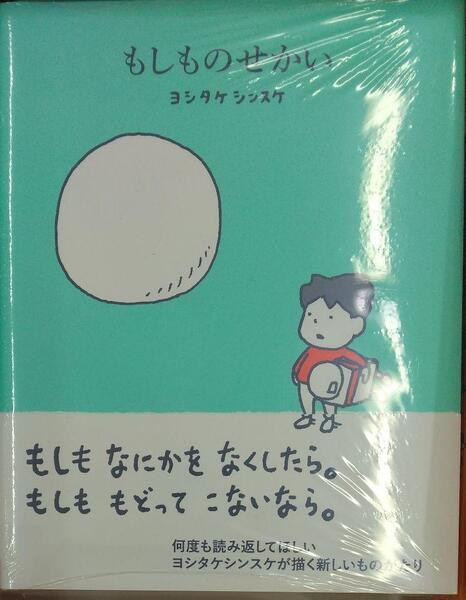 もしものせかい
ヨシタケシンスケ
もしも なにかを なくしたら。
もしも もどって こないなら。
何度も読み返してほしい
ヨシタケシンスケが描く新しいものがたり